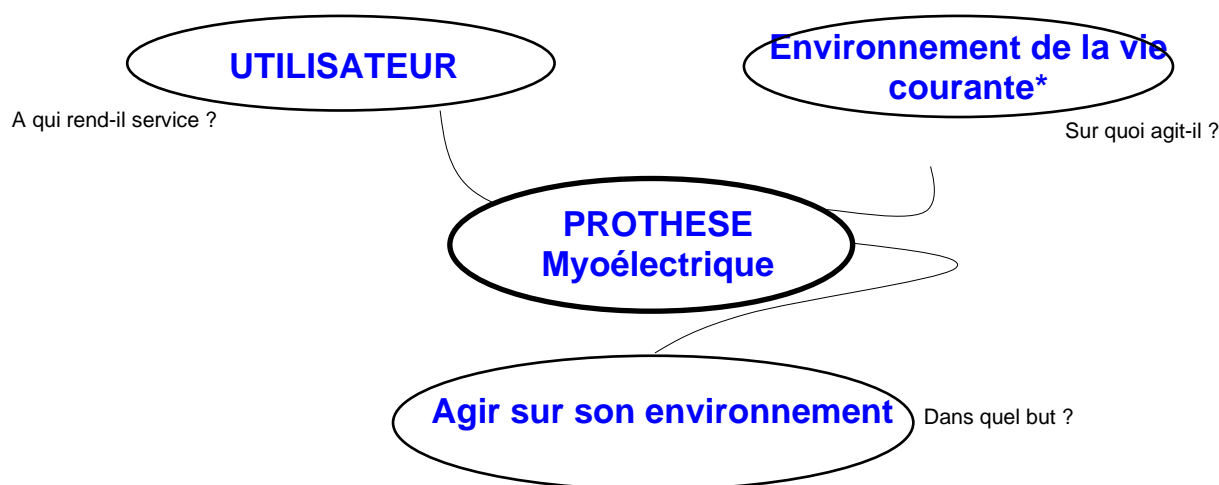 UTILISATEUR
Environnement de la vie
courante*
A qui rend-il service ?
Sur quoi agit-il ?
PROTHESE
Myoélectrique
Agir sur son environnement
Dans quel but ?